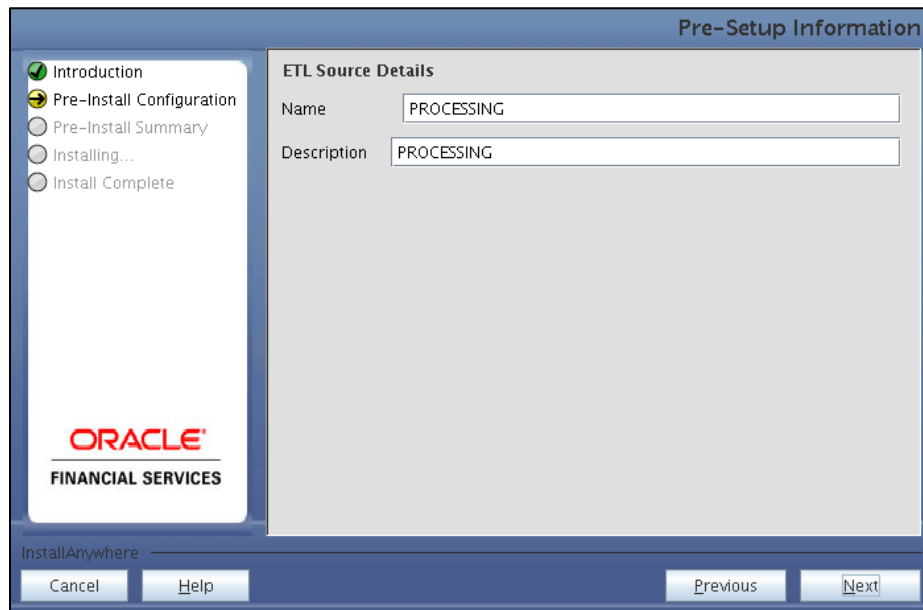 Pre-Setup Information
Introduction
Pre-Install Configuration
Pre-Install Summary
Installing...
Install Complete
ORACLE®
FINANCIAL SERVICES
ETL Source Details
Name PROCESSING
Description PROCESSING
InstallAnywhere
Cancel Help Previous Next